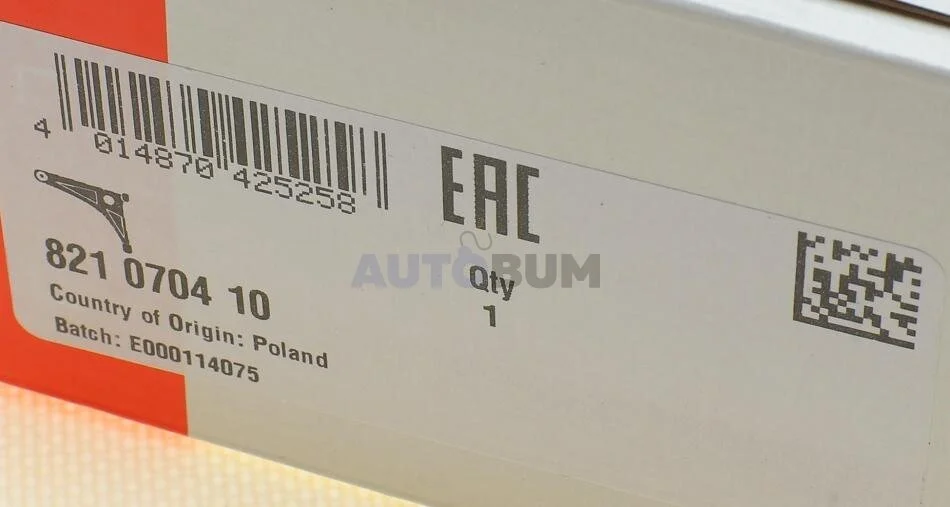 4 014870 425258
EAC
821 0704 10
Country of Origin: Poland
Batch: E000114075
Qty
1
AUTOBUM